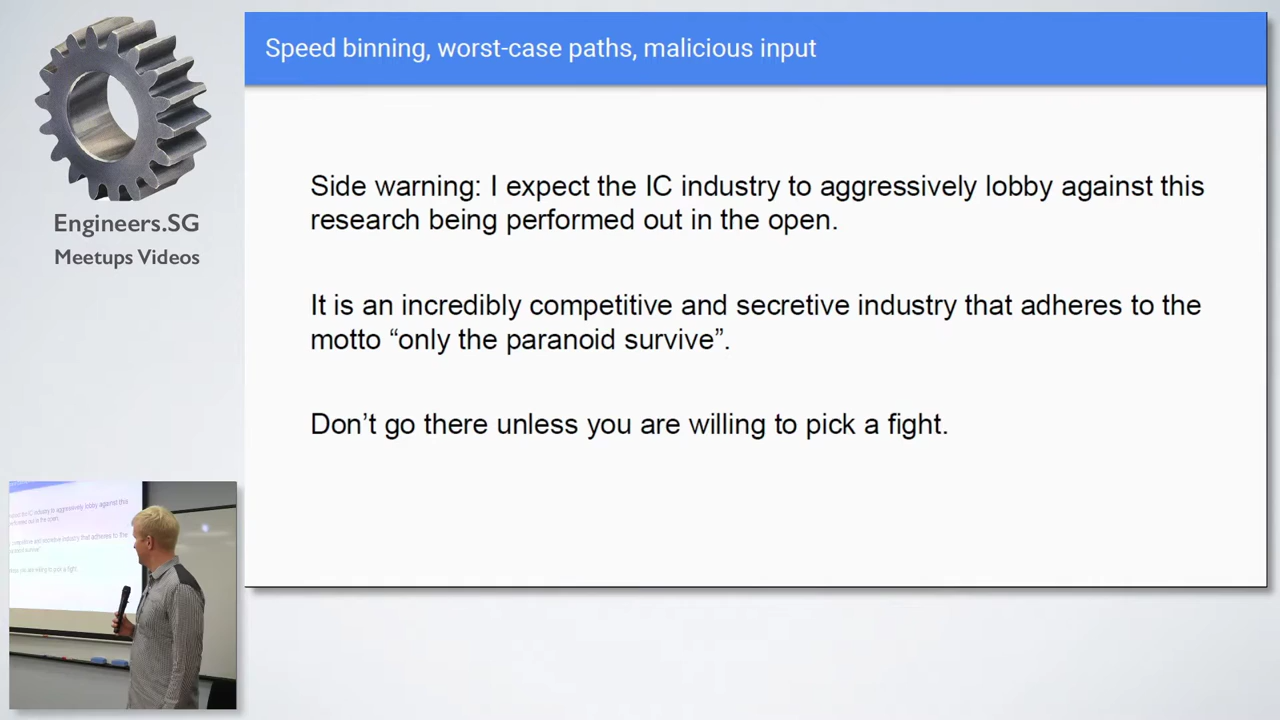 Speed binning, worst-case paths, malicious input
Side warning: I expect the IC industry to aggressively lobby against this
research being performed out in the open.
It is an incredibly competitive and secretive industry that adheres to the
motto “only the paranoid survive”.
Don’t go there unless you are willing to pick a fight.
Engineers.SG
Meetups Videos